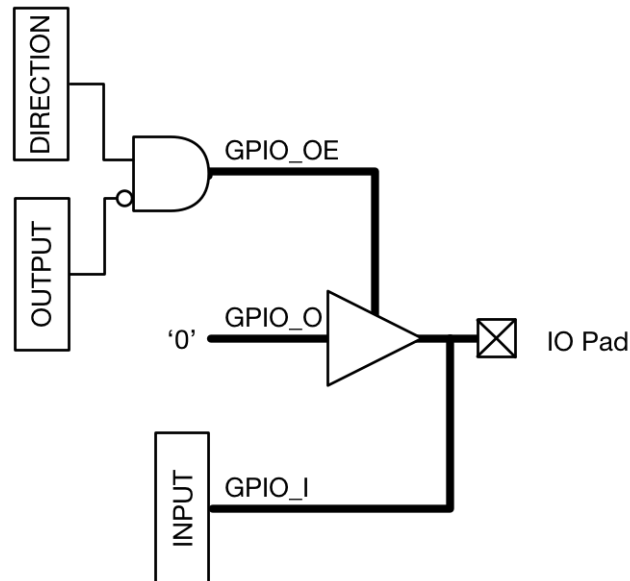 DIRECTION
GPIO_OE
OUTPUT
‘0’
GPIO_O
IO Pad
INPUT
GPIO_I